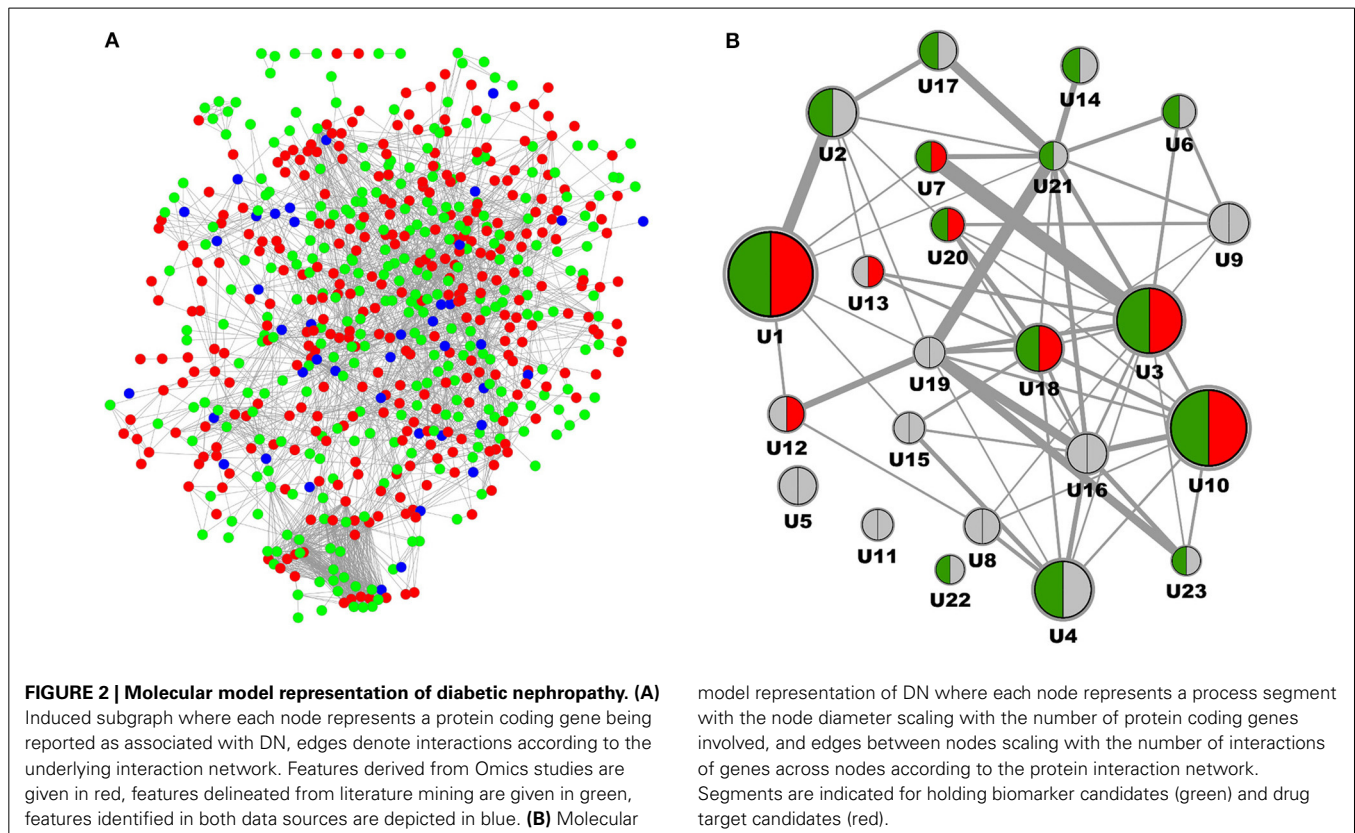 A
B
U17
U14
U6
U2
U7
U21
U20
U9
U13
U1
U3
U19
U18
U12
U15
U10
U16
U5
U11
U8
U22
U23
U4
FIGURE 2 | Molecular model representation of diabetic nephropathy. (A)
Induced subgraph where each node represents a protein coding gene being
reported as associated with DN, edges denote interactions according to the
underlying interaction network. Features derived from Omics studies are
given in red, features delineated from literature mining are given in green,
features identified in both data sources are depicted in blue. (B) Molecular
model representation of DN where each node represents a process segment
with the node diameter scaling with the number of protein coding genes
involved, and edges between nodes scaling with the number of interactions
of genes across nodes according to the protein interaction network.
Segments are indicated for holding biomarker candidates (green) and drug
target candidates (red).